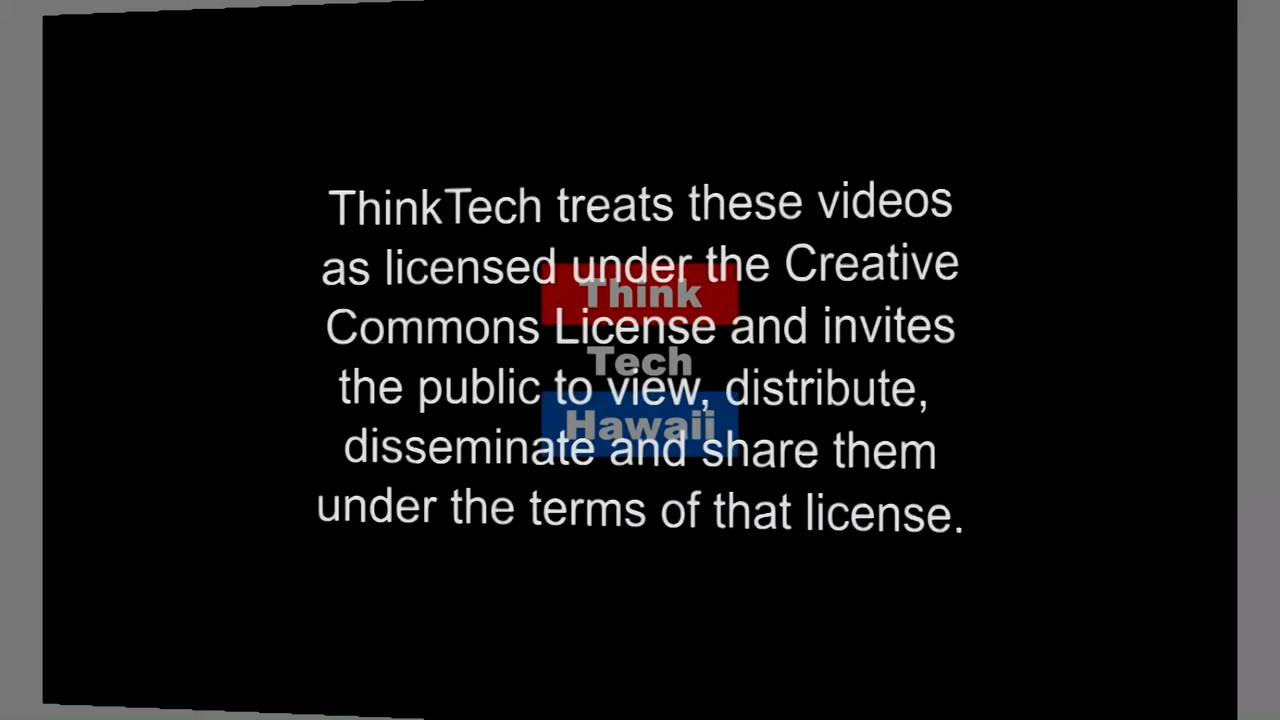 ThinkTech treats these videos
as licensed under the Creative
Commons License and invites
the public to view, distribute,
disseminate and share them
under the terms of that license.
Think
Tech
Hawaii